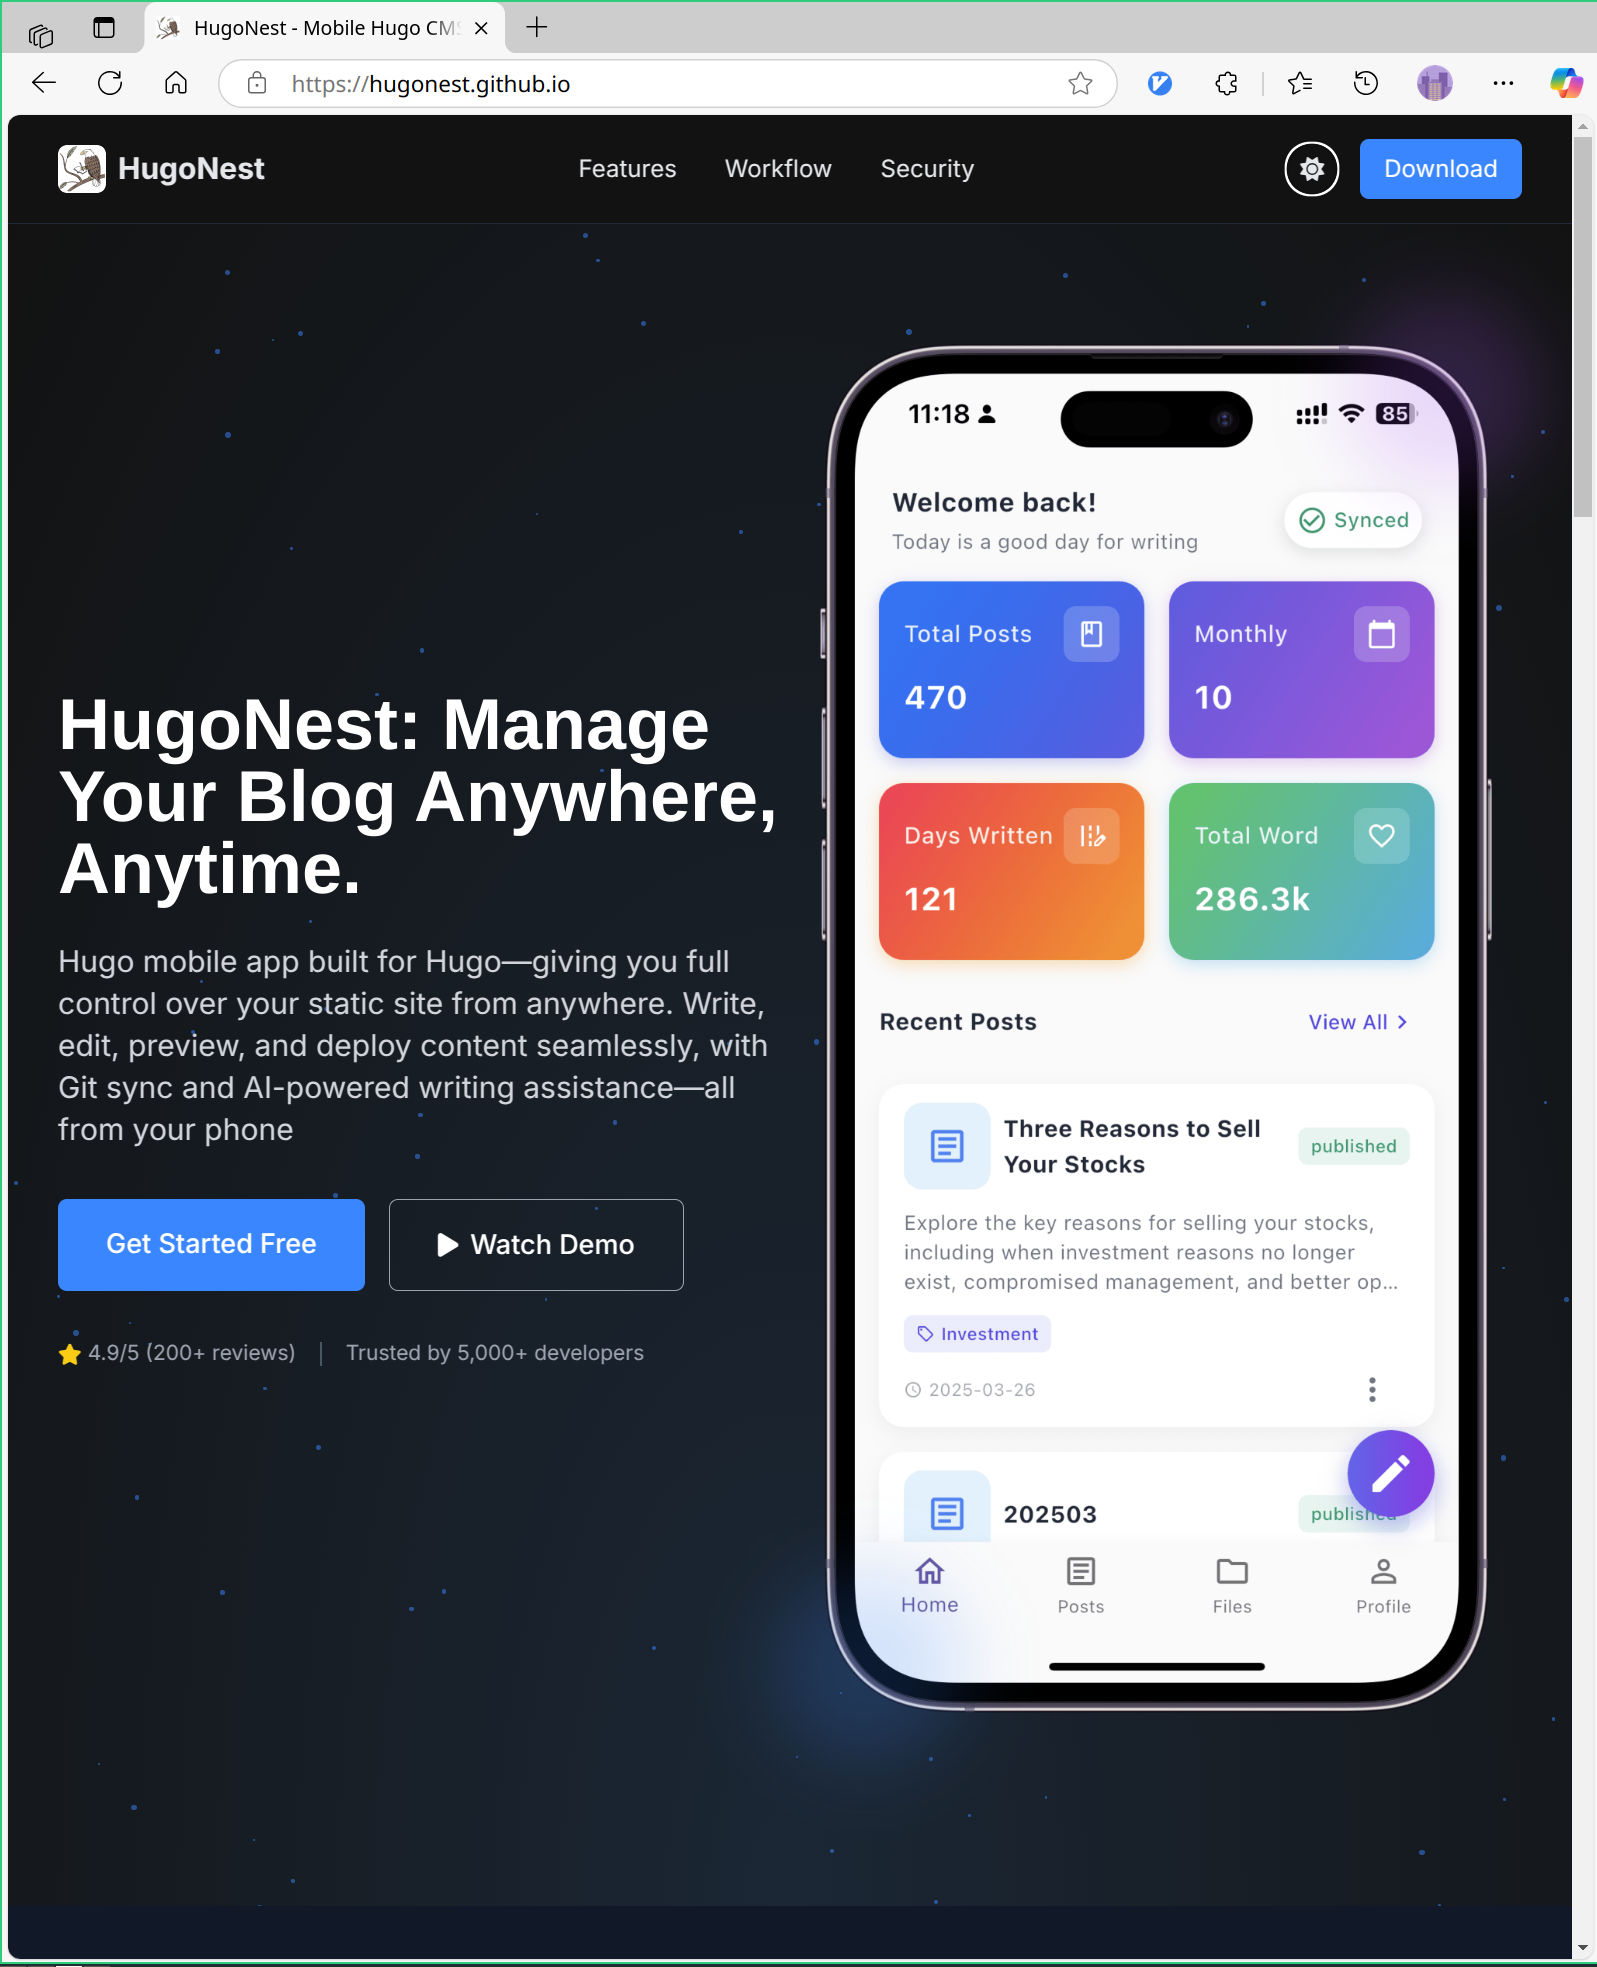 HugoNest - Mobile Hugo CMS
https://hugonest.github.io
HugoNest
Features
Workflow
Security
Download
HugoNest: Manage
Your Blog Anywhere,
Anytime.
Hugo mobile app built for Hugo—giving you full
control over your static site from anywhere. Write,
edit, preview, and deploy content seamlessly, with
Git sync and AI-powered writing assistance—all
from your phone
Get Started Free
Watch Demo
4.9/5 (200+ reviews)
Trusted by 5,000+ developers
11:18
85
Welcome back!
Today is a good day for writing
Synced
Total Posts
470
Monthly
10
Days Written
121
Total Word
286.3k
Recent Posts
View All
Three Reasons to Sell
Your Stocks
published
Explore the key reasons for selling your stocks,
including when investment reasons no longer
exist, compromised management, and better op...
Investment
2025-03-26
202503
published
Home
Posts
Files
Profile